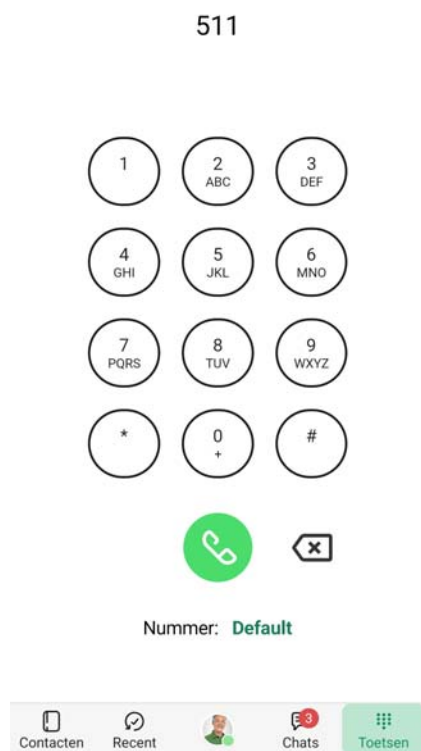 511
1 2 3
ABC DEF
4 5 6
GHI JKL MNO
7 8 9
PQRS TUV WXYZ
* 0 #
+
Nummer: Default
3
Contacten Recent Chats Toetsen